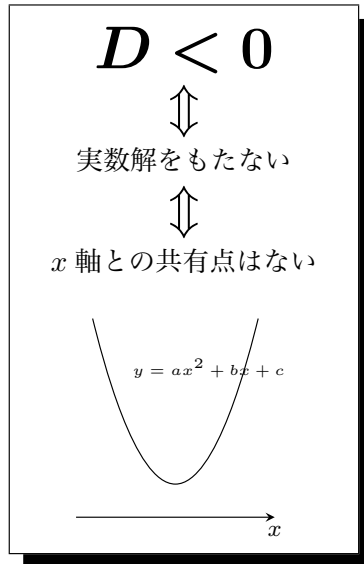 D < 0
⇕
実数解をもたない
⇕
x 軸との共有点はない
y = ax² + bx + c
x